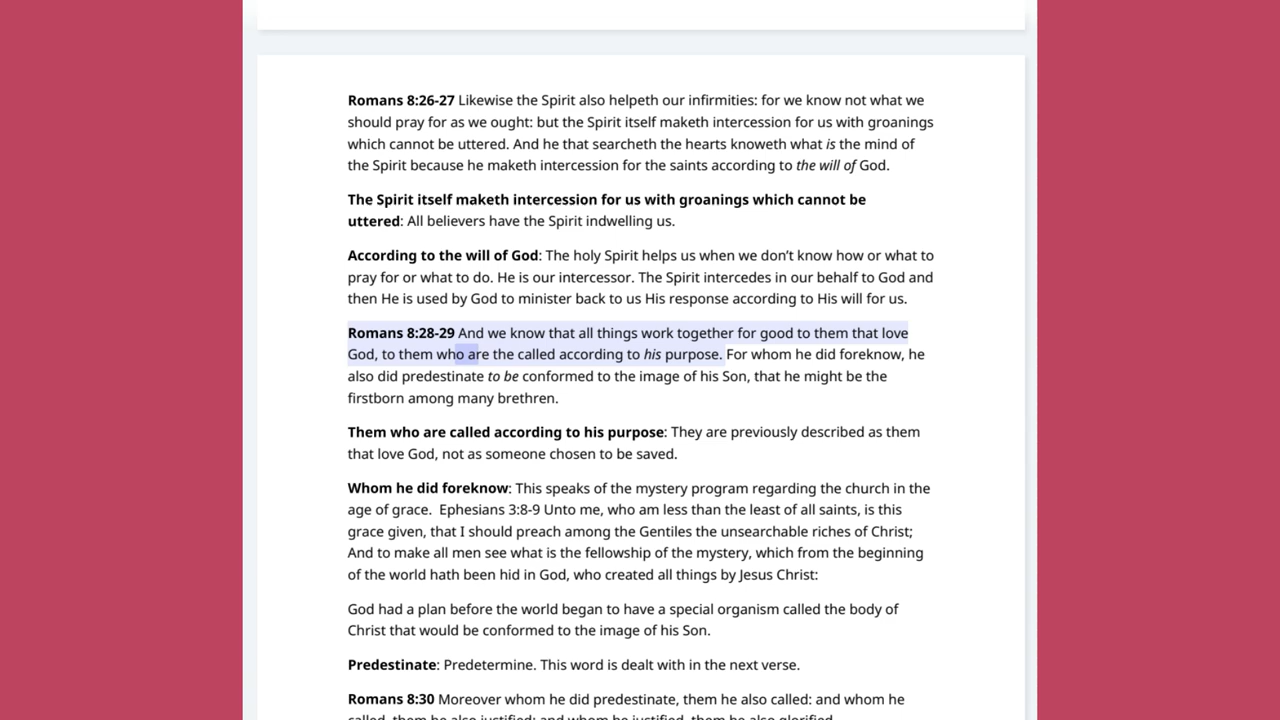 Romans 8:26-27 Likewise the Spirit also helpeth our infirmities: for we know not what we
should pray for as we ought: but the Spirit itself maketh intercession for us with groanings
which cannot be uttered. And he that searcheth the hearts knoweth what is the mind of
the Spirit because he maketh intercession for the saints according to the will of God.
The Spirit itself maketh intercession for us with groanings which cannot be
uttered: All believers have the Spirit indwelling us.
According to the will of God: The holy Spirit helps us when we don’t know how or what to
pray for or what to do. He is our intercessor. The Spirit intercedes in our behalf to God and
then He is used by God to minister back to us His response according to His will for us.
Romans 8:28-29 And we know that all things work together for good to them that love
God, to them who are the called according to his purpose. For whom he did foreknow, he
also did predestinate to be conformed to the image of his Son, that he might be the
firstborn among many brethren.
Them who are called according to his purpose: They are previously described as them
that love God, not as someone chosen to be saved.
Whom he did foreknow: This speaks of the mystery program regarding the church in the
age of grace.  Ephesians 3:8-9 Unto me, who am less than the least of all saints, is this
grace given, that I should preach among the Gentiles the unsearchable riches of Christ;
And to make all men see what is the fellowship of the mystery, which from the beginning
of the world hath been hid in God, who created all things by Jesus Christ:
God had a plan before the world began to have a special organism called the body of
Christ that would be conformed to the image of his Son.
Predestinate: Predetermine. This word is dealt with in the next verse.
Romans 8:30 Moreover whom he did predestinate, them he also called: and whom he
called, them he also justified: and whom he justified, them he also glorified.